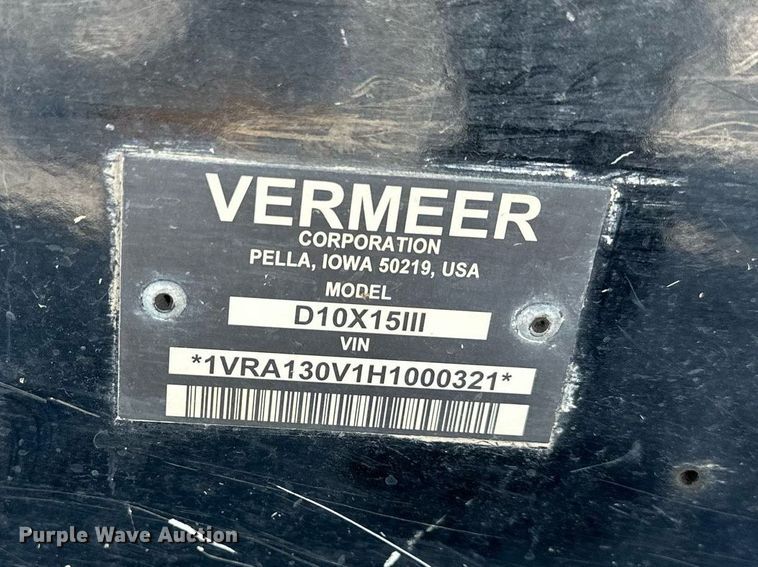 VERMEER
CORPORATION
PELLA, IOWA 50219, USA
MODEL
D10X15III
VIN
*1VRA130V1H1000321*
Purple Wave Auction